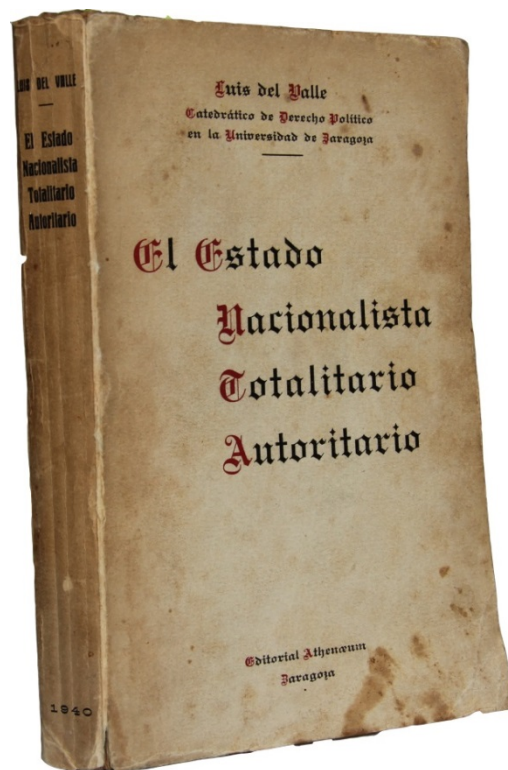 LUIS DEL VALLE
El Estado
Nacionalista
Totalitario
Autoritario
1940
Luis del Valle
Catedrático de Derecho Político
en la Universidad de Zaragoza
El Estado
Nacionalista
Totalitario
Autoritario
Editorial Athenæum
Zaragoza